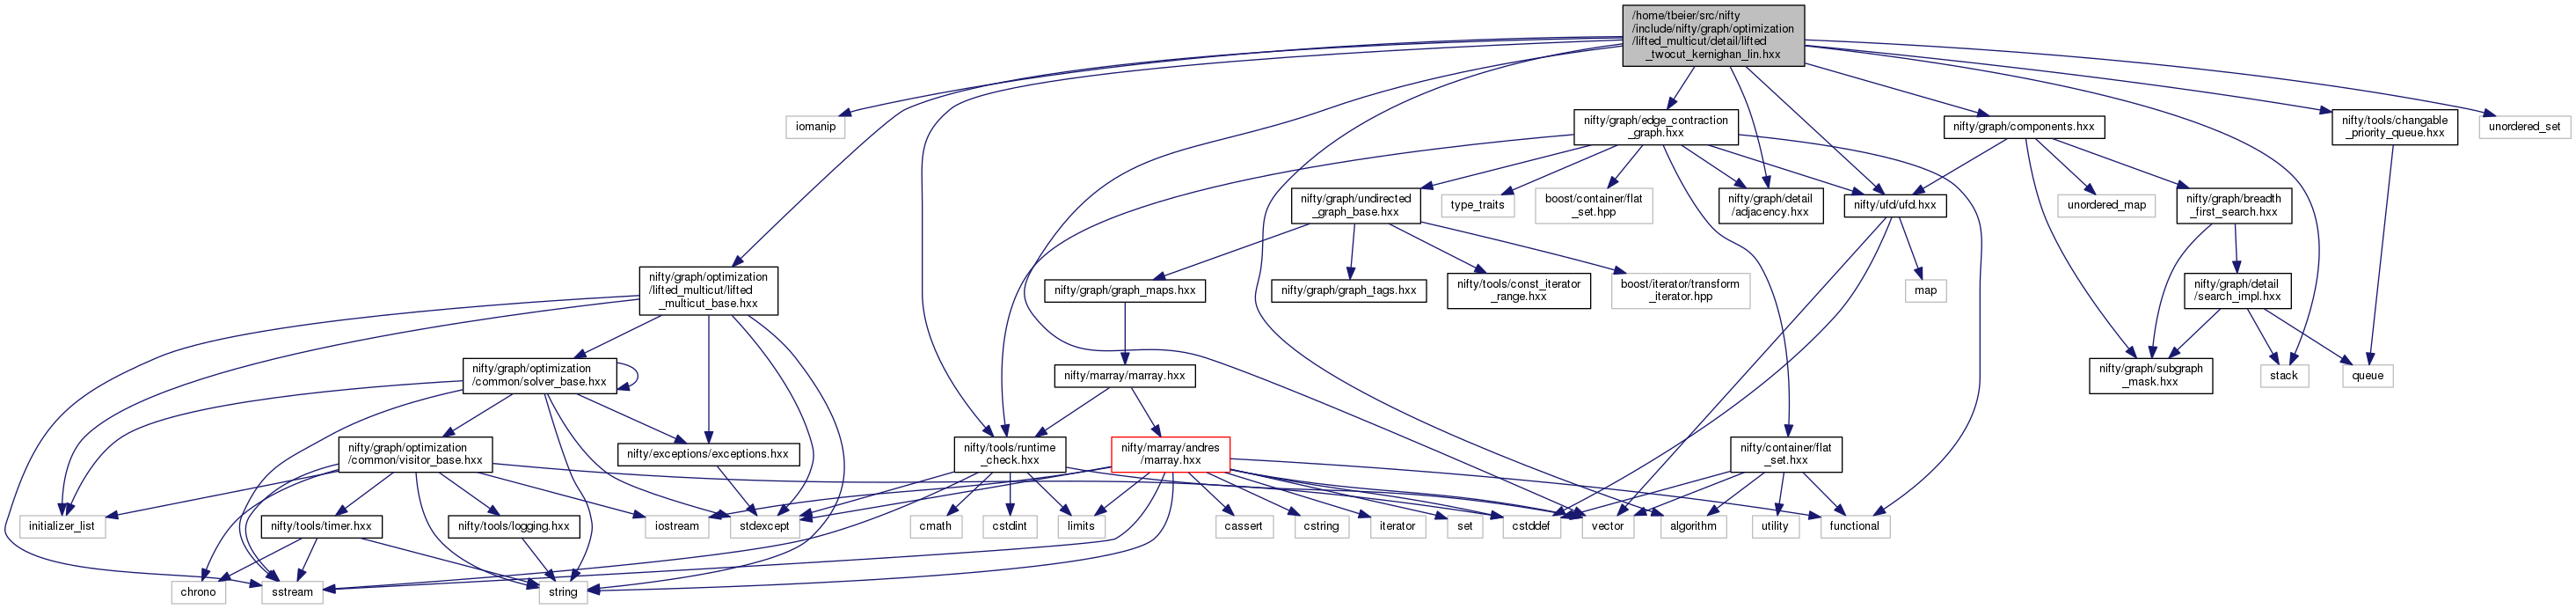 /home/tbeier/src/nifty
/include/nifty/graph/optimization
/lifted_multicut/detail/lifted
_twocut_kernighan_lin.hxx
iomanip
nifty/graph/edge_contraction
_graph.hxx
nifty/graph/components.hxx
nifty/tools/changable
_priority_queue.hxx
unordered_set
nifty/graph/undirected
_graph_base.hxx
type_traits
boost/container/flat
_set.hpp
nifty/graph/detail
/adjacency.hxx
nifty/ufd/ufd.hxx
unordered_map
nifty/graph/breadth
_first_search.hxx
nifty/graph/optimization
/lifted_multicut/lifted
_multicut_base.hxx
nifty/graph/graph_maps.hxx
nifty/graph/graph_tags.hxx
nifty/tools/const_iterator
_range.hxx
boost/iterator/transform
_iterator.hpp
map
nifty/graph/detail
/search_impl.hxx
nifty/graph/optimization
/common/solver_base.hxx
nifty/marray/marray.hxx
nifty/graph/subgraph
_mask.hxx
stack
queue
nifty/graph/optimization
/common/visitor_base.hxx
nifty/exceptions/exceptions.hxx
nifty/tools/runtime
_check.hxx
nifty/marray/andres
/marray.hxx
nifty/container/flat
_set.hxx
initializer_list
nifty/tools/timer.hxx
nifty/tools/logging.hxx
iostream
stdexcept
cmath
cstdint
limits
cassert
cstring
iterator
set
cstddef
vector
algorithm
utility
functional
chrono
sstream
string